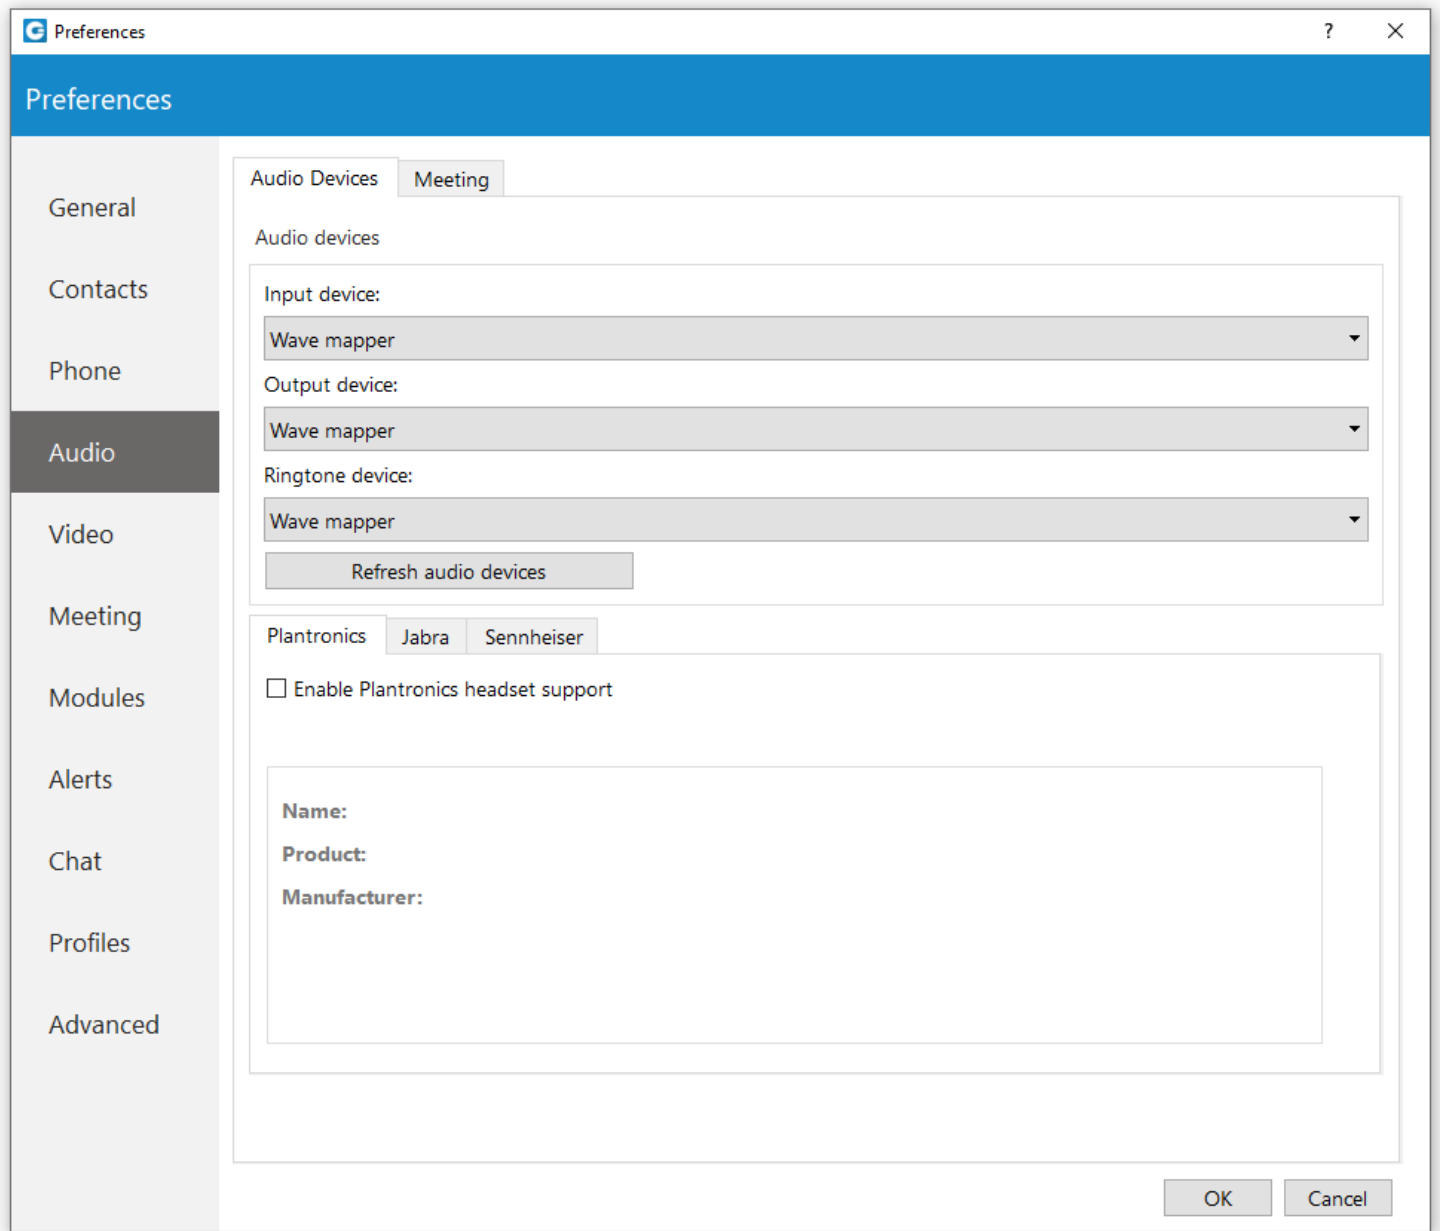 Preferences
?
Preferences
General
Contacts
Phone
Audio
Video
Meeting
Modules
Alerts
Chat
Profiles
Advanced
Audio Devices Meeting
Audio devices
Input device:
Wave mapper
Output device:
Wave mapper
Ringtone device:
Wave mapper
Refresh audio devices
Plantronics Jabra Sennheiser
Enable Plantronics headset support
Name:
Product:
Manufacturer:
OK Cancel